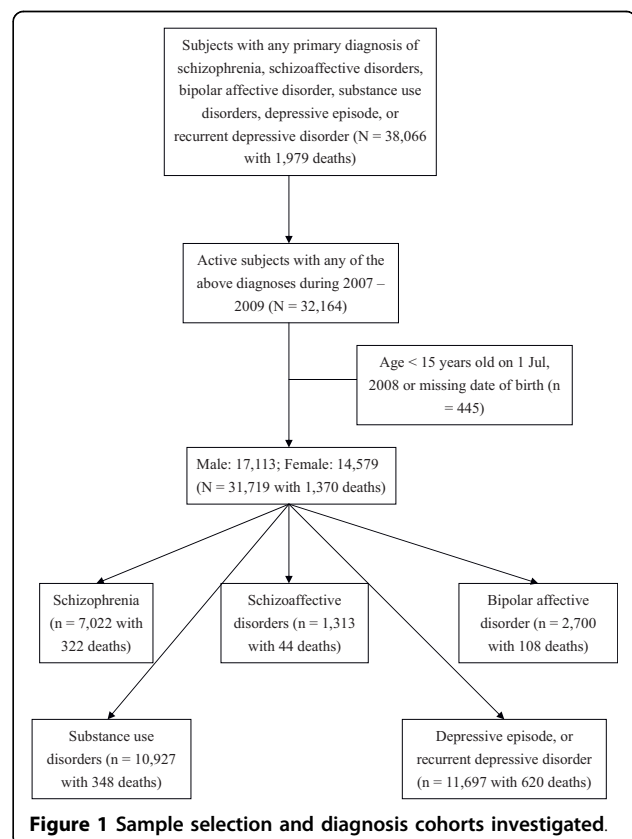 Subjects with any primary diagnosis of
schizophrenia, schizoaffective disorders,
bipolar affective disorder, substance use
disorders, depressive episode, or
recurrent depressive disorder (N = 38,066
with 1,979 deaths)
Active subjects with any of the
above diagnoses during 2007 –
2009 (N = 32,164)
Age < 15 years old on 1 Jul,
2008 or missing date of birth (n
= 445)
Male: 17,113; Female: 14,579
(N = 31,719 with 1,370 deaths)
Schizophrenia
(n = 7,022 with
322 deaths)
Schizoaffective
disorders (n = 1,313
with 44 deaths)
Bipolar affective
disorder (n = 2,700
with 108 deaths)
Substance use
disorders (n = 10,927
with 348 deaths)
Depressive episode, or
recurrent depressive disorder
(n = 11,697 with 620 deaths)
Figure 1 Sample selection and diagnosis cohorts investigated.